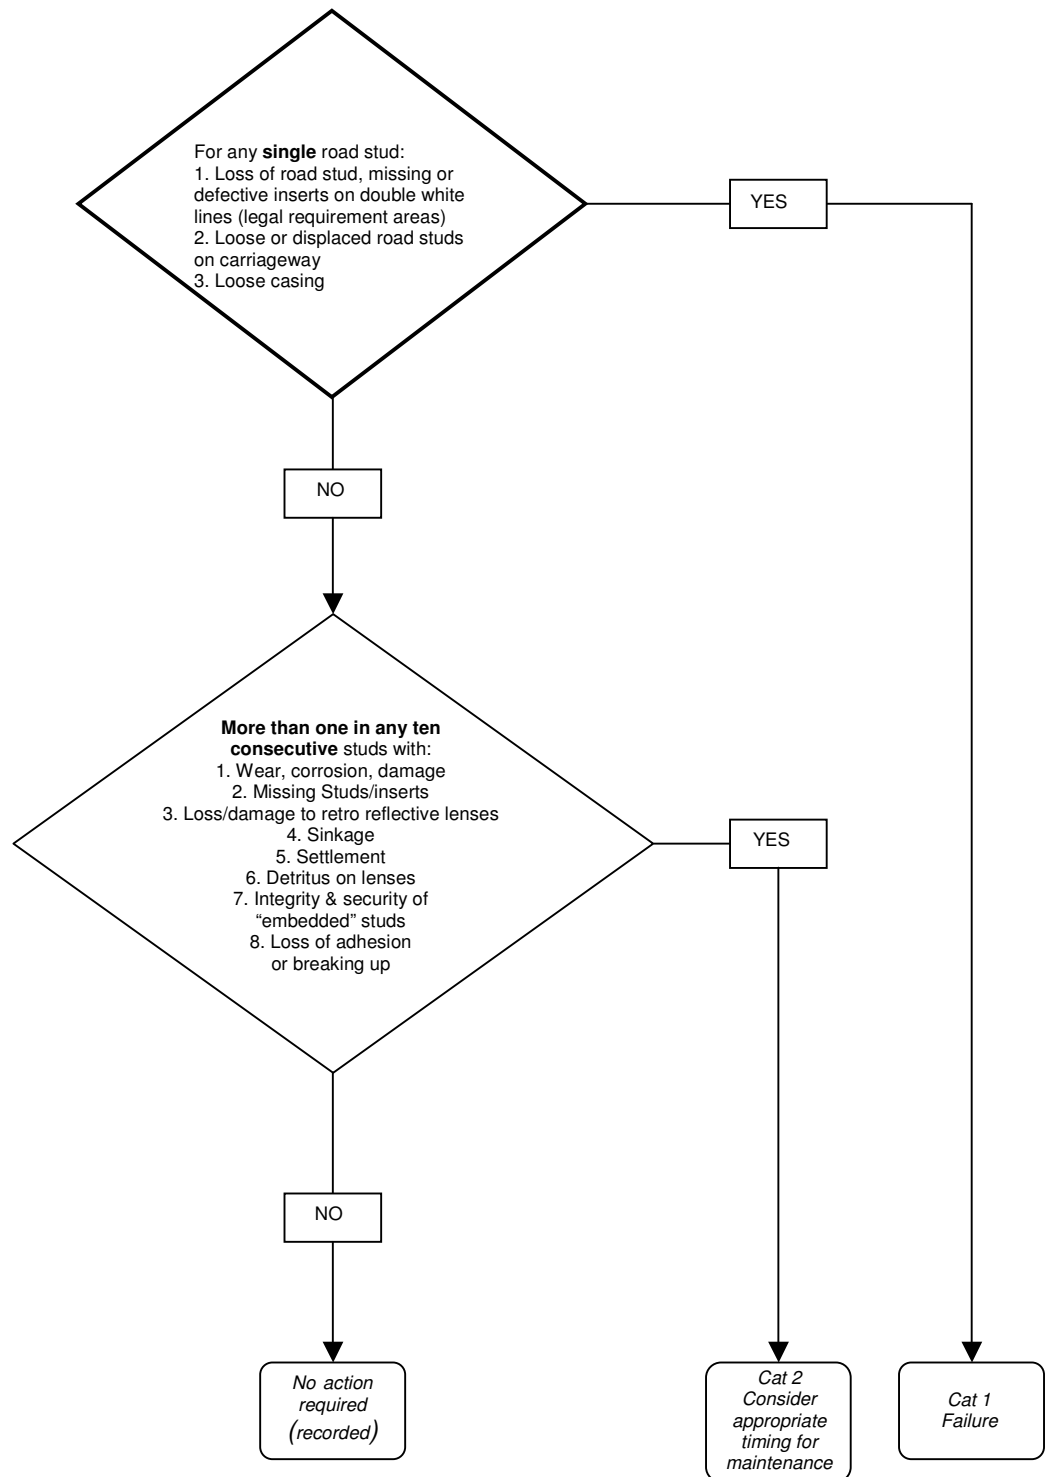 For any single road stud:
1. Loss of road stud, missing or
defective inserts on double white
lines (legal requirement areas)
2. Loose or displaced road studs
on carriageway
3. Loose casing
YES
NO
More than one in any ten
consecutive studs with:
1. Wear, corrosion, damage
2. Missing Studs/inserts
3. Loss/damage to retro reflective lenses
4. Sinkage
5. Settlement
6. Detritus on lenses
7. Integrity & security of
“embedded” studs
8. Loss of adhesion
or breaking up
YES
NO
No action
required
(recorded)
Cat 2
Consider
appropriate
timing for
maintenance
Cat 1
Failure